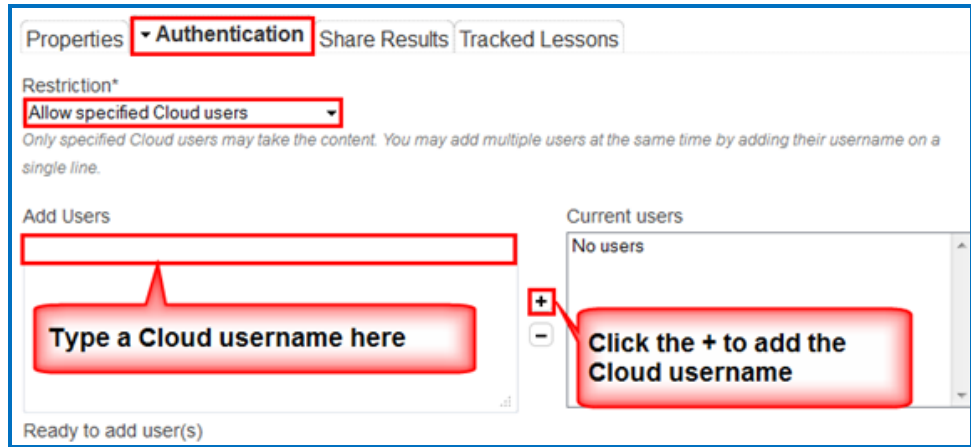 Properties Authentication Share Results Tracked Lessons
Restriction*
Allow specified Cloud users
Only specified Cloud users may take the content. You may add multiple users at the same time by adding their username on a
single line.
Add Users
Current users
No users
+
Type a Cloud username here
−
Click the + to add the
Cloud username
Ready to add user(s)